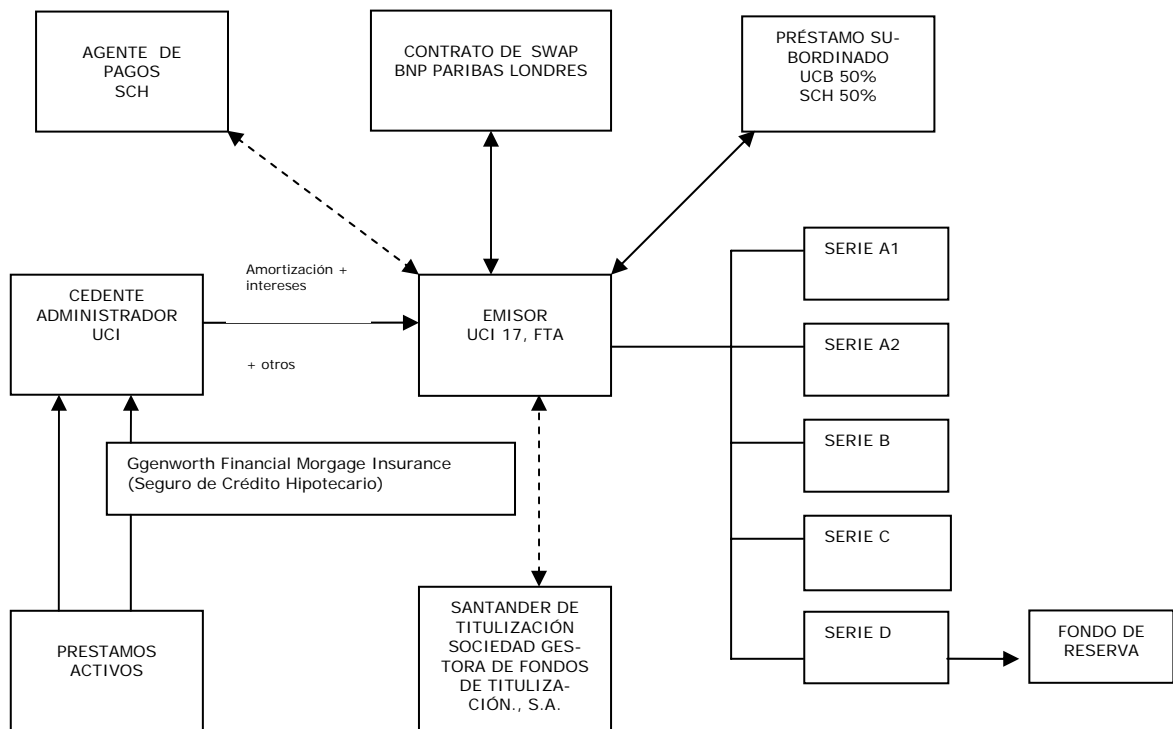 AGENTE DE
PAGOS
SCH
CONTRATO DE SWAP
BNP PARIBAS LONDRES
PRÉSTAMO SU-
BORDINADO
UCB 50%
SCH 50%
SERIE A1
Amortización +
intereses
CEDENTE
ADMINISTRADOR
UCI
EMISOR
UCI 17, FTA
SERIE A2
+ otros
SERIE B
Ggenworth Financial Morgage Insurance
(Seguro de Crédito Hipotecario)
SERIE C
PRESTAMOS
ACTIVOS
SANTANDER DE
TITULIZACIÓN
SOCIEDAD GES-
TORA DE FONDOS
DE TITULIZA-
CIÓN., S.A.
SERIE D
FONDO DE
RESERVA